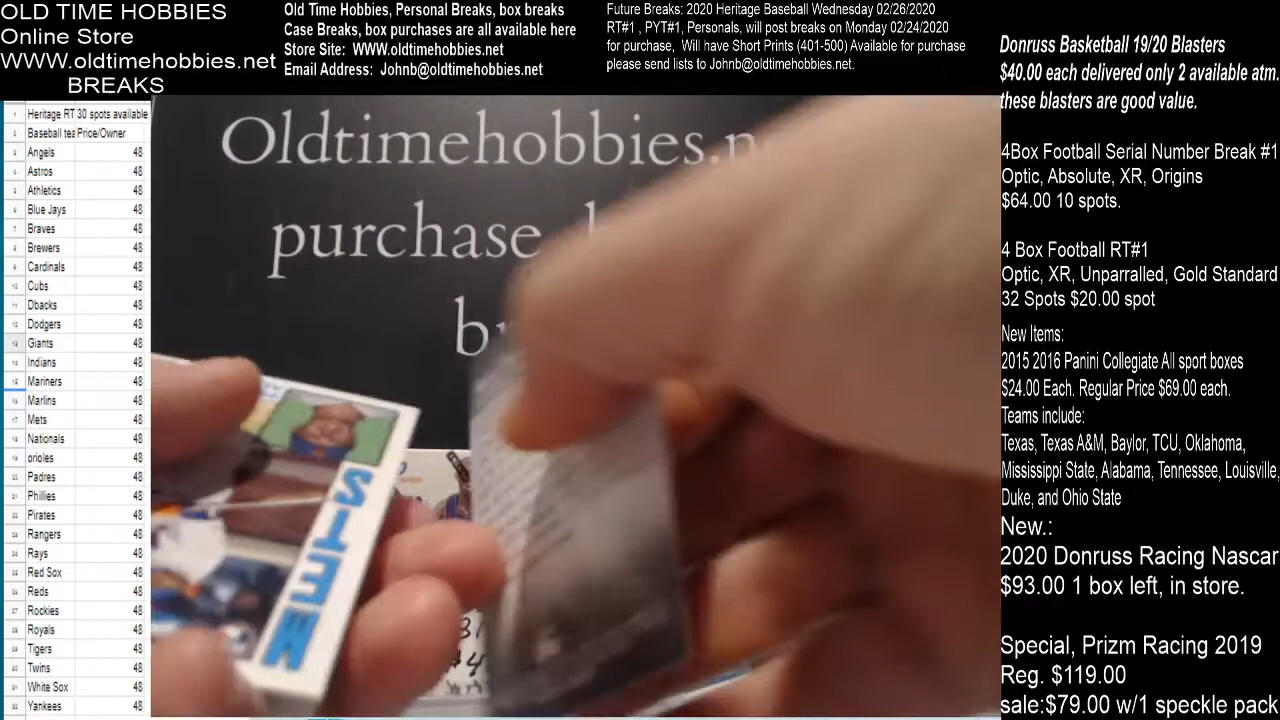 OLD TIME HOBBIES
Online Store
WWW.oldtimehobbies.net
BREAKS
Old Time Hobbies, Personal Breaks, box breaks
Case Breaks, box purchases are all available here
Store Site: WWW.oldtimehobbies.net
Email Address: Johnb@oldtimehobbies.net
Future Breaks: 2020 Heritage Baseball Wednesday 02/26/2020
RT#1 , PYT#1, Personals, will post breaks on Monday 02/24/2020
for purchase, Will have Short Prints (401-500) Available for purchase
please send lists to Johnb@oldtimehobbies.net.
Heritage RT 30 spots available
Baseball tea Price/Owner
Angels 48
Astros 48
Athletics 48
Blue Jays 48
Braves 48
Brewers 48
Cardinals 48
Cubs 48
Dbacks 48
Dodgers 48
Giants 48
Indians 48
Mariners 48
Marlins 48
Mets 48
Nationals 48
orioles 48
Padres 48
Phillies 48
Pirates 48
Rangers 48
Rays 48
Red Sox 48
Reds 48
Rockies 48
Royals 48
Tigers 48
Twins 48
White Sox 48
Yankees 48
Oldtimehobbies.n
purchase
b
METS
Donruss Basketball 19/20 Blasters
$40.00 each delivered only 2 available atm.
these blasters are good value.
4Box Football Serial Number Break #1
Optic, Absolute, XR, Origins
$64.00 10 spots.
4 Box Football RT#1
Optic, XR, Unparralled, Gold Standard
32 Spots $20.00 spot
New Items:
2015 2016 Panini Collegiate All sport boxes
$24.00 Each. Regular Price $69.00 each.
Teams include:
Texas, Texas A&M, Baylor, TCU, Oklahoma,
Mississippi State, Alabama, Tennessee, Louisville,
Duke, and Ohio State
New.:
2020 Donruss Racing Nascar
$93.00 1 box left, in store.
Special, Prizm Racing 2019
Reg. $119.00
sale:$79.00 w/1 speckle pack